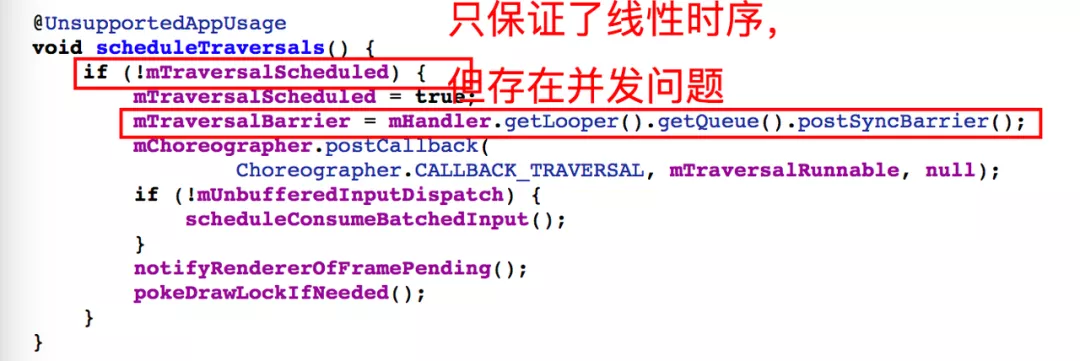 @UnsupportedAppUsage
只保证了线性时序,
void scheduleTraversals() {
if (!mTraversalScheduled) {
但存在并发问题
mTraversalScheduled = true;
mTraversalBarrier = mHandler.getLooper().getQueue().postSyncBarrier();
mChoreographer.postCallback(
Choreographer.CALLBACK_TRAVERSAL, mTraversalRunnable, null);
if (!mUnbufferedInputDispatch) {
scheduleConsumeBatchedInput();
}
notifyRendererOfFramePending();
pokeDrawLockIfNeeded();
}
}